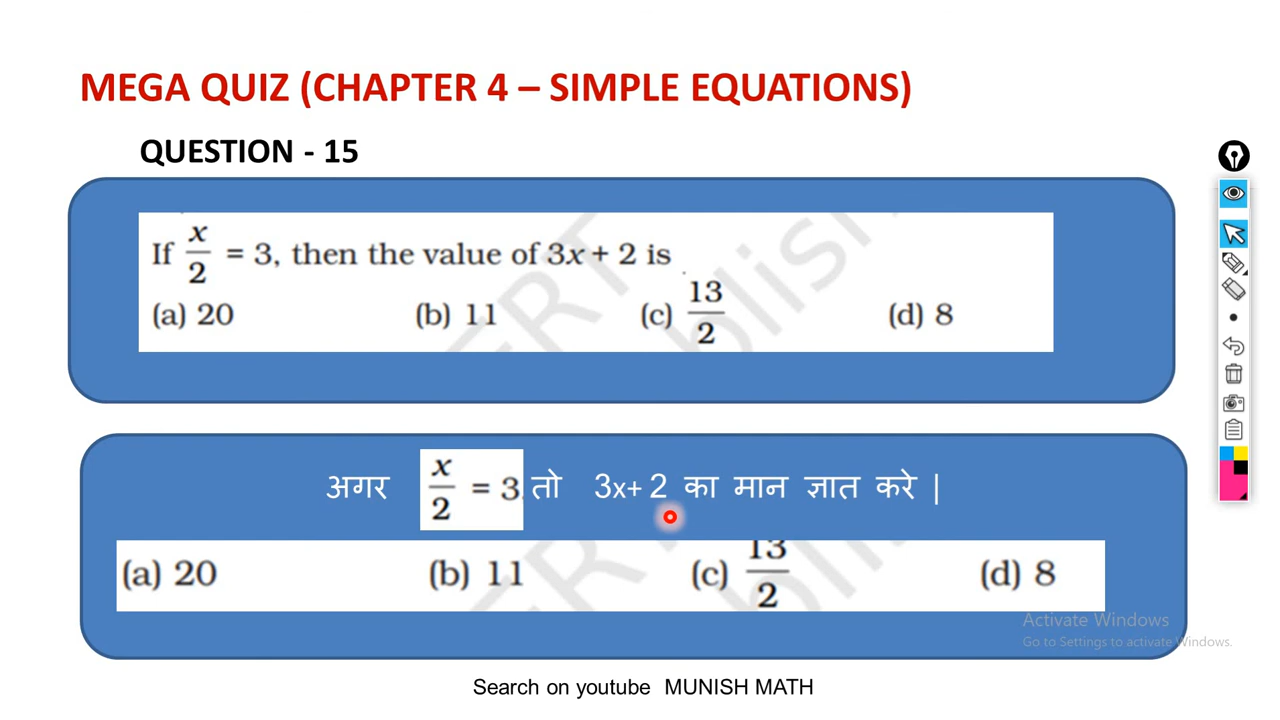 MEGA QUIZ (CHAPTER 4 – SIMPLE EQUATIONS)
QUESTION - 15
If x/2 = 3, then the value of 3x + 2 is
(a) 20 (b) 11 (c) 13/2 (d) 8
अगर x/2 = 3 तो 3x+ 2 का मान ज्ञात करे |
(a) 20 (b) 11 (c) 13/2 (d) 8
Activate Windows
Go to Settings to activate Windows.
Search on youtube MUNISH MATH